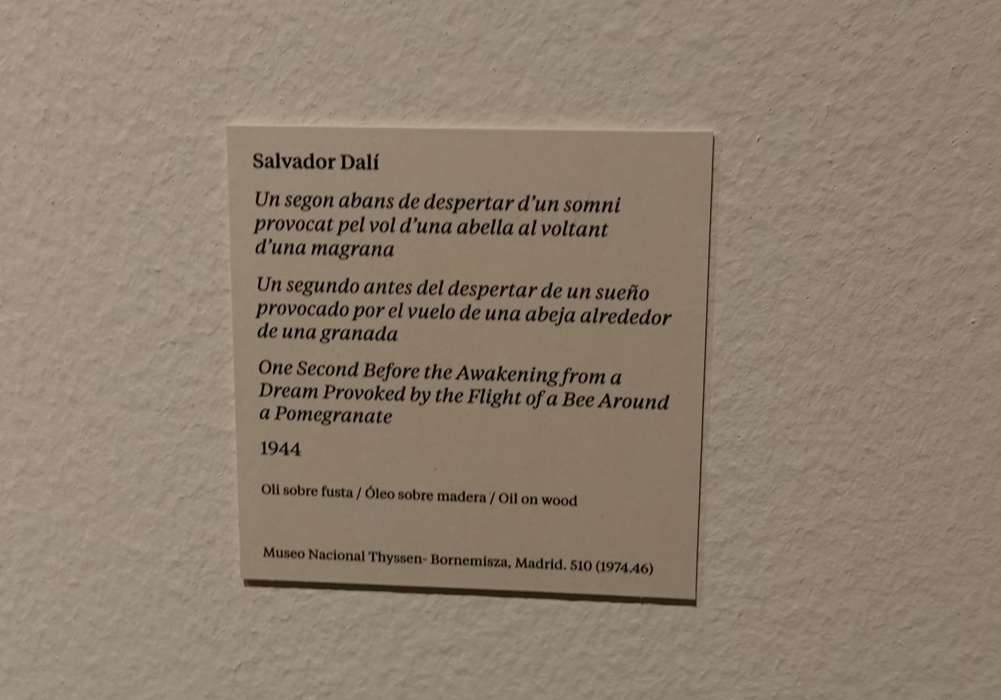 Salvador Dalí
Un segon abans de despertar d'un somni
provocat pel vol d'una abella al voltant
d'una magrana
Un segundo antes del despertar de un sueño
provocado por el vuelo de una abeja alrededor
de una granada
One Second Before the Awakening from a
Dream Provoked by the Flight of a Bee Around
a Pomegranate
1944
Oli sobre fusta / Óleo sobre madera / Oil on wood
Museo Nacional Thyssen- Bornemisza, Madrid. 510 (1974.46)